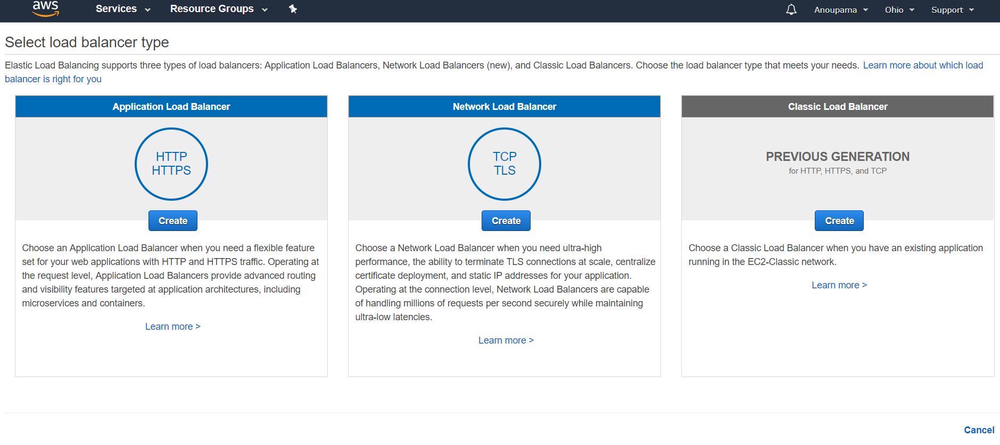 aws Services Resource Groups Anoupama Ohio Support
Select load balancer type
Elastic Load Balancing supports three types of load balancers: Application Load Balancers, Network Load Balancers (new), and Classic Load Balancers. Choose the load balancer type that meets your needs. Learn more about which load
balancer is right for you
Application Load Balancer
HTTP
HTTPS
Create
Choose an Application Load Balancer when you need a flexible feature
set for your web applications with HTTP and HTTPS traffic. Operating at
the request level, Application Load Balancers provide advanced routing
and visibility features targeted at application architectures, including
microservices and containers.
Learn more >
Network Load Balancer
TCP
TLS
Create
Choose a Network Load Balancer when you need ultra-high
performance, the ability to terminate TLS connections at scale, centralize
certificate deployment, and static IP addresses for your application.
Operating at the connection level, Network Load Balancers are capable
of handling millions of requests per second securely while maintaining
ultra-low latencies.
Learn more >
Classic Load Balancer
PREVIOUS GENERATION
for HTTP, HTTPS, and TCP
Create
Choose a Classic Load Balancer when you have an existing application
running in the EC2-Classic network.
Learn more >
Cancel